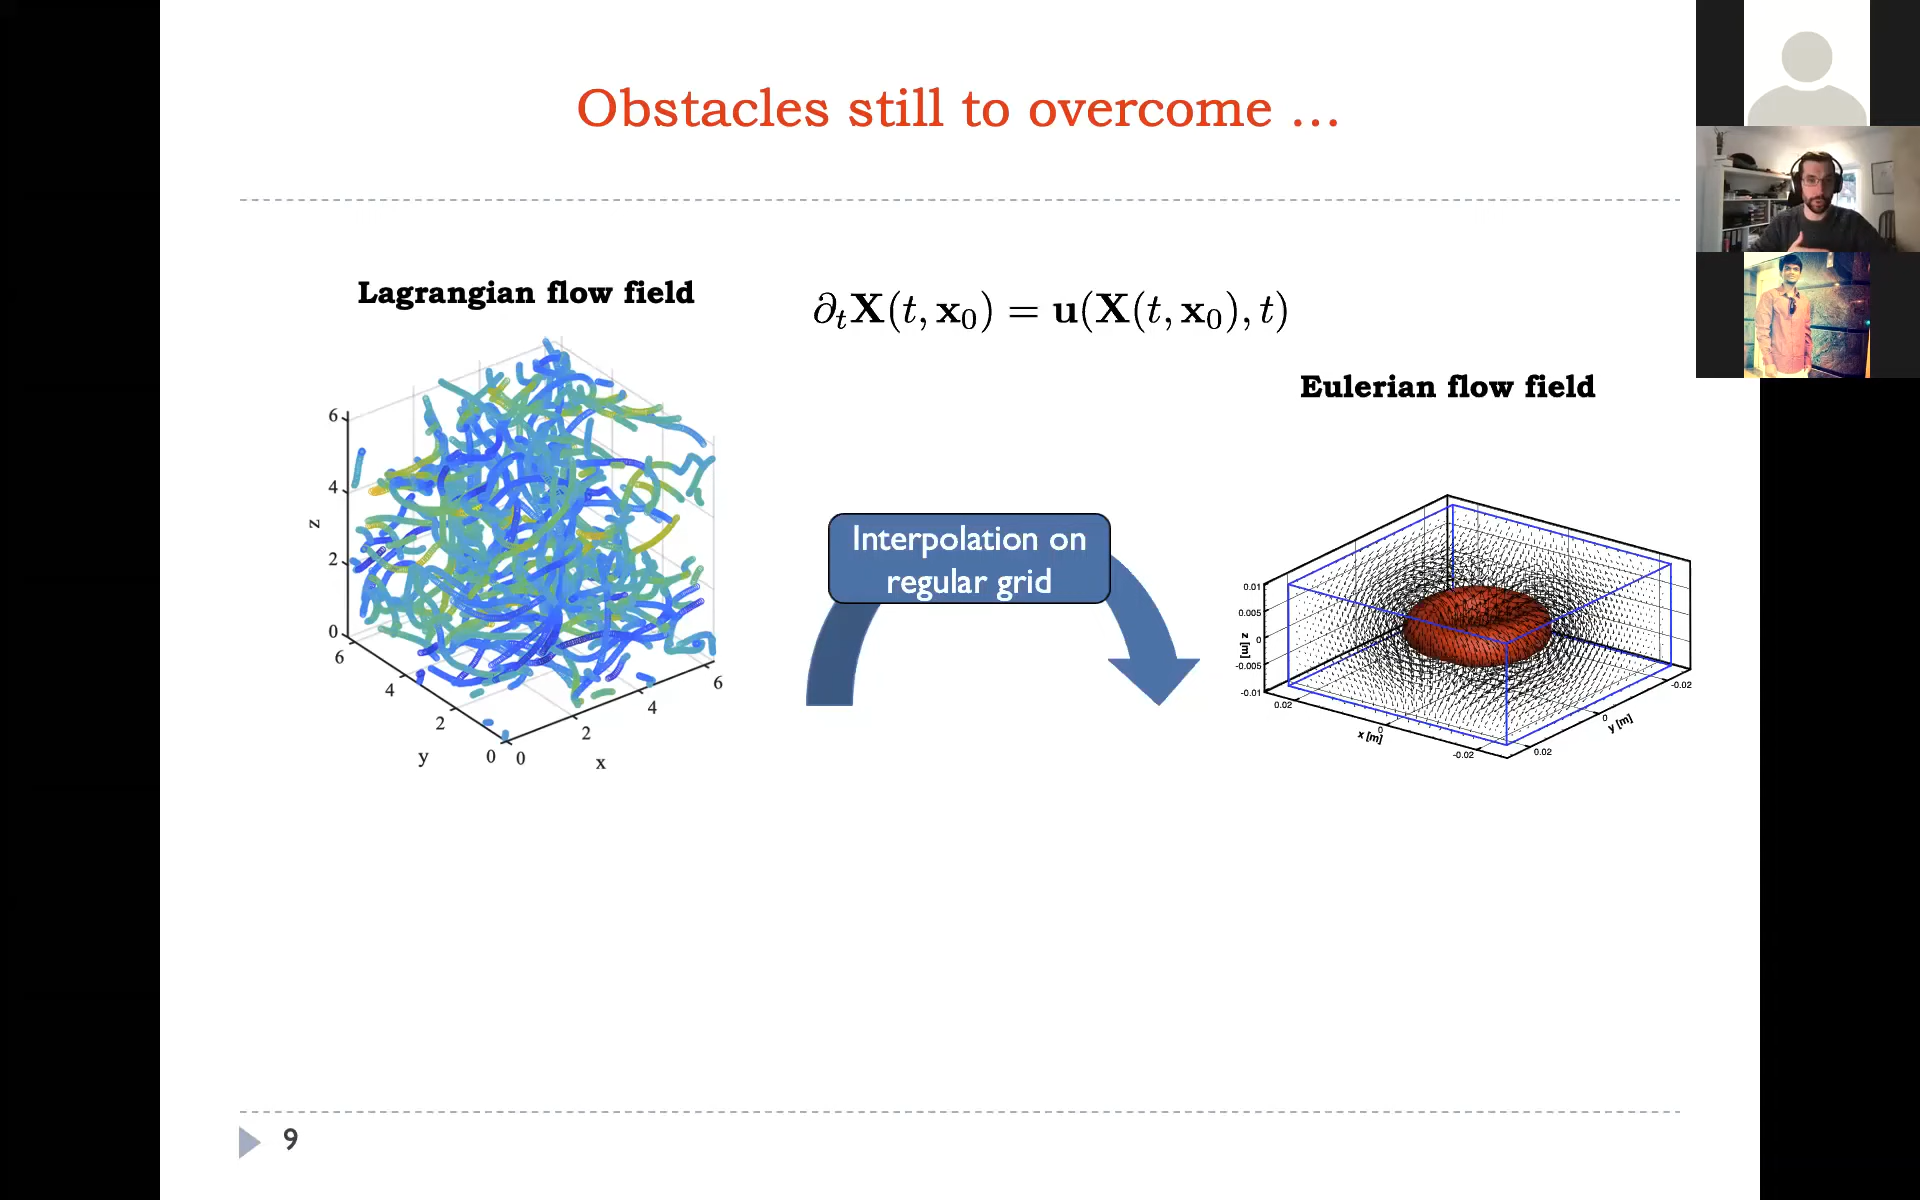 Obstacles still to overcome ...
Lagrangian flow field
∂ₜX(t, x₀) = u(X(t, x₀), t)
Eulerian flow field
Interpolation on
regular grid
6
4
2
0
z
6
4
2
0
y
0
2
4
6
x
0.01
0.005
0
-0.005
-0.01
z [m]
0.02
0
-0.02
x [m]
0.02
0
-0.02
y [m]
9